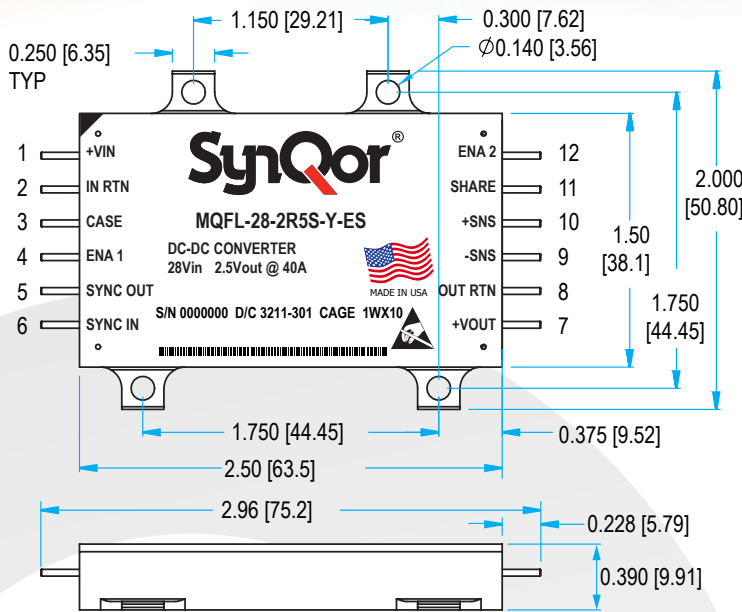 1.150 [29.21]
0.300 [7.62]
0.250 [6.35]
TYP
Ø0.140 [3.56]
SynQor®
1 +VIN
2 IN RTN
3 CASE
4 ENA 1
5 SYNC OUT
6 SYNC IN
ENA 2 12
SHARE 11
+SNS 10
-SNS 9
OUT RTN 8
+VOUT 7
MQFL-28-2R5S-Y-ES
DC-DC CONVERTER
28Vin 2.5Vout @ 40A
MADE IN USA
S/N 0000000 D/C 3211-301 CAGE 1WX10
2.000
[50.80]
1.50
[38.1]
1.750
[44.45]
1.750 [44.45]
0.375 [9.52]
2.50 [63.5]
2.96 [75.2]
0.228 [5.79]
0.390 [9.91]